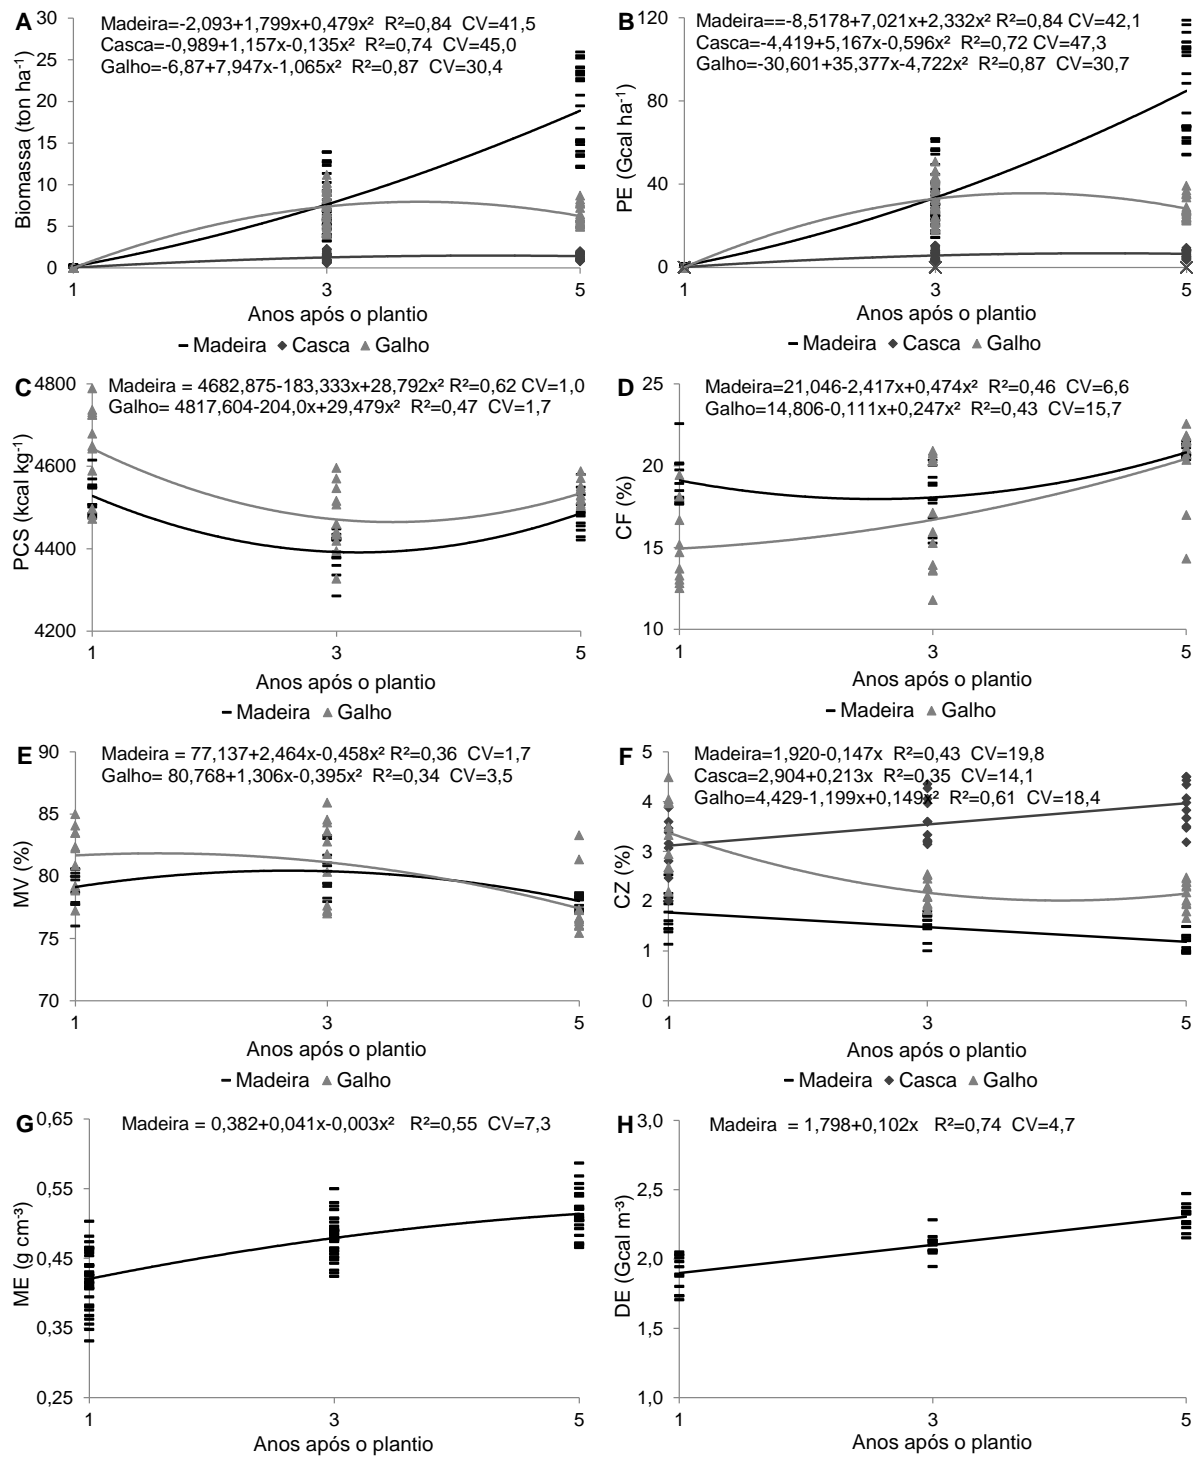 A
Madeira=-2,093+1,799x+0,479x² R²=0,84 CV=41,5
Casca=-0,989+1,157x-0,135x² R²=0,74 CV=45,0
Galho=-6,87+7,947x-1,065x² R²=0,87 CV=30,4
Biomassa (ton ha⁻¹)
30
25
20
15
10
5
0
1 3 5
Anos após o plantio
Madeira Casca Galho
B
Madeira==-8,5178+7,021x+2,332x² R²=0,84 CV=42,1
Casca=-4,419+5,167x-0,596x² R²=0,72 CV=47,3
Galho=-30,601+35,377x-4,722x² R²=0,87 CV=30,7
PE (Gcal ha⁻¹)
120
80
40
0
1 3 5
Anos após o plantio
Madeira Casca Galho
C
Madeira = 4682,875-183,333x+28,792x² R²=0,62 CV=1,0
Galho= 4817,604-204,0x+29,479x² R²=0,47 CV=1,7
PCS (kcal kg⁻¹)
4800
4600
4400
4200
1 3 5
Anos após o plantio
Madeira Galho
D
Madeira=21,046-2,417x+0,474x² R²=0,46 CV=6,6
Galho=14,806-0,111x+0,247x² R²=0,43 CV=15,7
CF (%)
25
20
15
10
1 3 5
Anos após o plantio
Madeira Galho
E
Madeira = 77,137+2,464x-0,458x² R²=0,36 CV=1,7
Galho= 80,768+1,306x-0,395x² R²=0,34 CV=3,5
MV (%)
90
85
80
75
70
1 3 5
Anos após o plantio
Madeira Galho
F
Madeira=1,920-0,147x R²=0,43 CV=19,8
Casca=2,904+0,213x R²=0,35 CV=14,1
Galho=4,429-1,199x+0,149x² R²=0,61 CV=18,4
CZ (%)
5
4
3
2
1
0
1 3 5
Anos após o plantio
Madeira Casca Galho
G
Madeira = 0,382+0,041x-0,003x² R²=0,55 CV=7,3
ME (g cm⁻³)
0,65
0,55
0,45
0,35
0,25
1 3 5
Anos após o plantio
H
Madeira = 1,798+0,102x R²=0,74 CV=4,7
DE (Gcal m⁻³)
3,0
2,5
2,0
1,5
1,0
1 3 5
Anos após o plantio